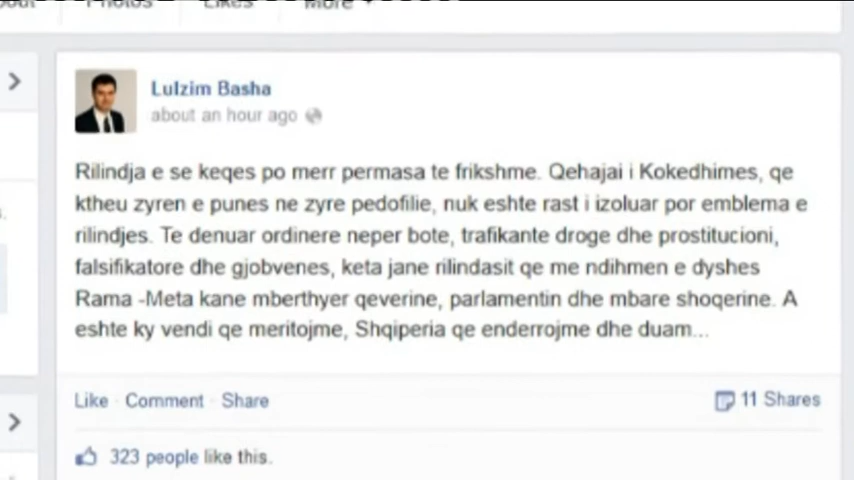 Photos Likes More
Lulzim Basha
about an hour ago
Rilindja e se keqes po merr permasa te frikshme. Qehajai i Kokedhimes, qe
ktheu zyren e punes ne zyre pedofilie, nuk eshte rast i izoluar por emblema e
rilindjes. Te denuar ordinere neper bote, trafikante droge dhe prostitucioni,
falsifikatore dhe gjobvenes, keta jane rilindasit qe me ndihmen e dyshes
Rama -Meta kane mberthyer qeverine, parlamentin dhe mbare shoqerine. A
eshte ky vendi qe meritojme, Shqiperia qe enderrojme dhe duam...
Like · Comment · Share 11 Shares
323 people like this.